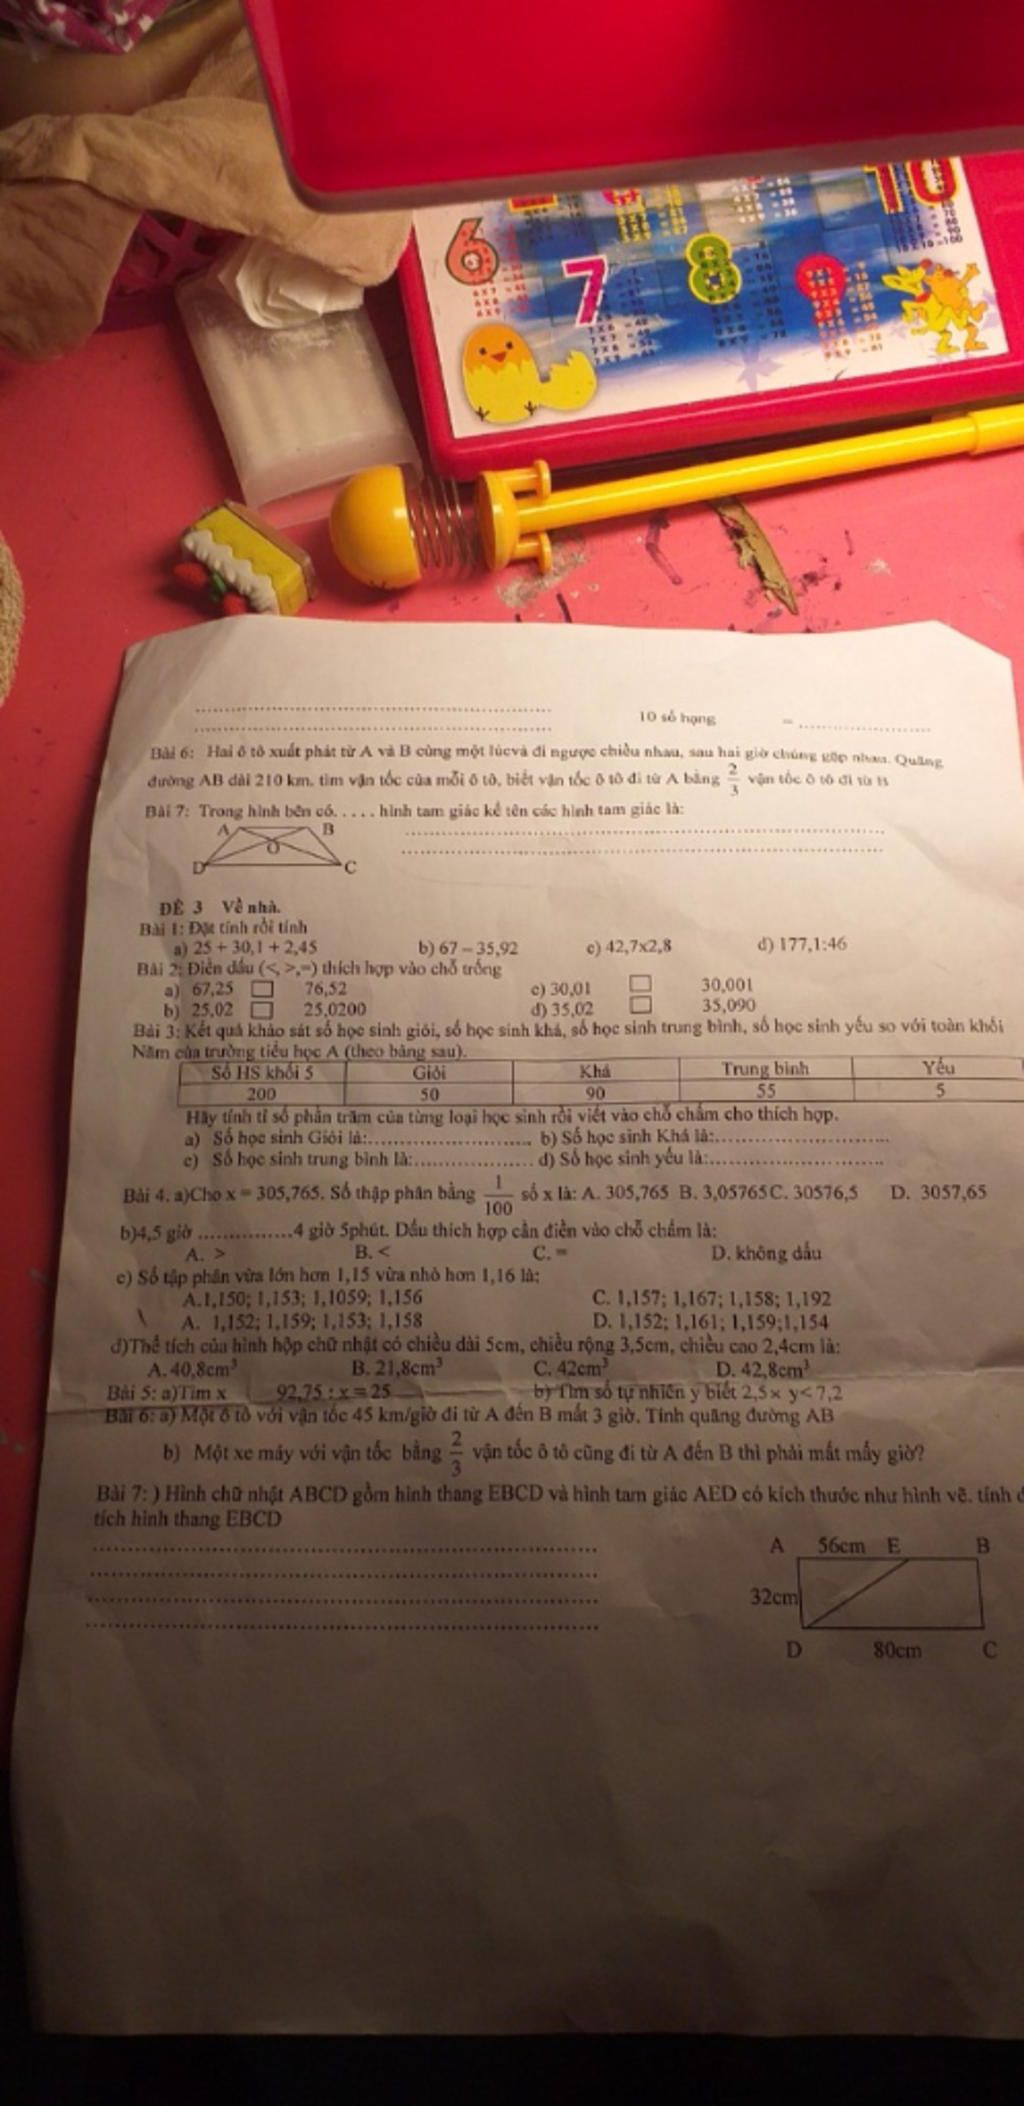 6
7
8
10 số hạng = ....................
Bài 6: Hai ô tô xuất phát từ A và B cùng một lúcvà đi ngược chiều nhau, sau hai giờ chúng gặp nhau. Quãng
đường AB dài 210 km. tìm vận tốc của mỗi ô tô, biết vận tốc ô tô đi từ A bằng 2/3 vận tốc ô tô đi từ B
Bài 7: Trong hình bên có. . . . . hình tam giác kể tên các hình tam giác là:
A B
O
D C
ĐỀ 3 Về nhà.
Bài 1: Đặt tính rồi tính
a) 25 + 30,1 + 2,45 b) 67 – 35,92 c) 42,7x2,8 d) 177,1:46
Bài 2: Điền dấu (<, >,=) thích hợp vào chỗ trống
a) 67,25 □ 76,52 c) 30,01 □ 30,001
b) 25,02 □ 25,0200 d) 35,02 □ 35,090
Bài 3: Kết quả khảo sát số học sinh giỏi, số học sinh khá, số học sinh trung bình, số học sinh yếu so với toàn khối
Năm của trường tiểu học A (theo bảng sau).
Số HS khối 5 Giỏi Khá Trung bình Yếu
200 50 90 55 5
Hãy tính tỉ số phần trăm của từng loại học sinh rồi viết vào chỗ chấm cho thích hợp.
a) Số học sinh Giỏi là:........................... b) Số học sinh Khá là:...........................
c) Số học sinh trung bình là:.................... d) Số học sinh yếu là:...........................
Bài 4. a)Cho x = 305,765. Số thập phân bằng 1/100 số x là: A. 305,765 B. 3,05765 C. 30576,5 D. 3057,65
b)4,5 giờ ...............4 giờ 5phút. Dấu thích hợp cần điền vào chỗ chấm là:
A. > B. < C. = D. không dấu
c) Số tập phân vừa lớn hơn 1,15 vừa nhỏ hơn 1,16 là:
A.1,150; 1,153; 1,1059; 1,156 C. 1,157; 1,167; 1,158; 1,192
A. 1,152; 1,159; 1,153; 1,158 D. 1,152; 1,161; 1,159;1,154
d)Thể tích của hình hộp chữ nhật có chiều dài 5cm, chiều rộng 3,5cm, chiều cao 2,4cm là:
A. 40,8cm³ B. 21,8cm³ C. 42cm³ D. 42,8cm³
Bài 5: a)Tìm x 92,75 : x = 25 b) Tìm số tự nhiên y biết 2,5× y<7,2
Bài 6: a) Một ô tô với vận tốc 45 km/giờ đi từ A đến B mất 3 giờ. Tính quãng đường AB
b) Một xe máy với vận tốc bằng 2/3 vận tốc ô tô cũng đi từ A đến B thì phải mất mấy giờ?
Bài 7: ) Hình chữ nhật ABCD gồm hình thang EBCD và hình tam giác AED có kích thước như hình vẽ. tính
tích hình thang EBCD
A 56cm E B
32cm
D 80cm C